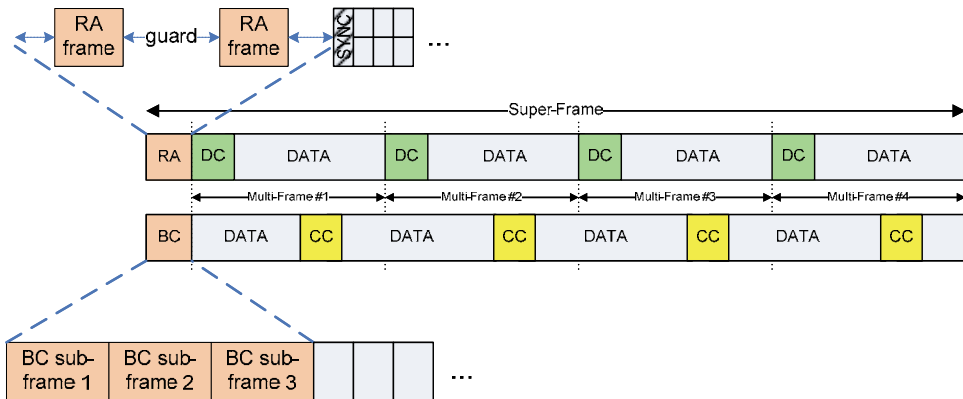 RA frame
guard
RA frame
SYNC
...
Super-Frame
RA DC DATA DC DATA DC DATA DC DATA
Multi-Frame #1 Multi-Frame #2 Multi-Frame #3 Multi-Frame #4
BC DATA CC DATA CC DATA CC DATA CC
BC sub-frame 1
BC sub-frame 2
BC sub-frame 3
...